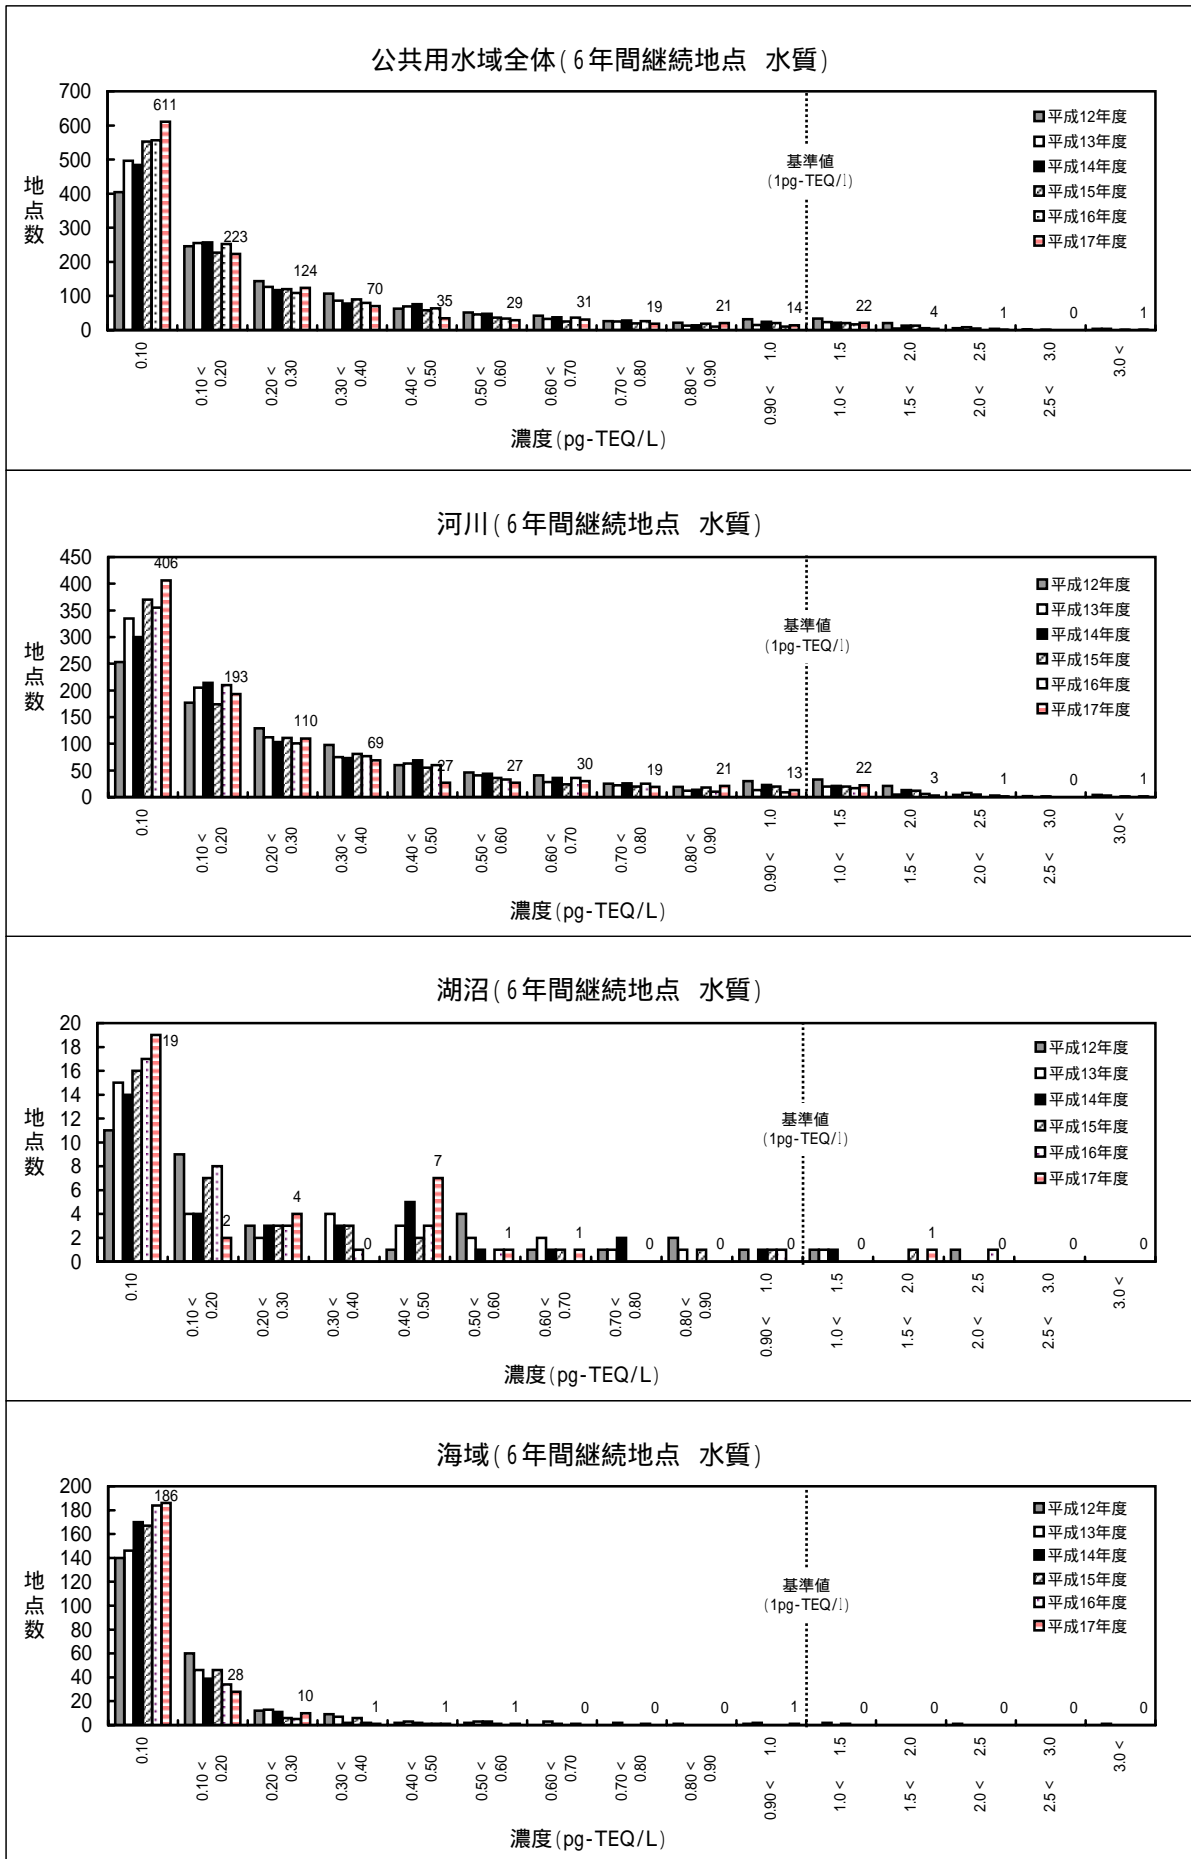 公共用水域全体(6年間継続地点 水質)
700
600
500
400
300
200
100
0
地点数
611
223
124
70
35
29
31
19
21
14
22
4
1
0
1
基準値
(1pg-TEQ/l)
平成12年度
平成13年度
平成14年度
平成15年度
平成16年度
平成17年度
0.10
0.10 < 0.20
0.20 < 0.30
0.30 < 0.40
0.40 < 0.50
0.50 < 0.60
0.60 < 0.70
0.70 < 0.80
0.80 < 0.90
0.90 < 1.0
1.0 < 1.5
1.5 < 2.0
2.0 < 2.5
2.5 < 3.0
3.0 <
濃度(pg-TEQ/L)
河川(6年間継続地点 水質)
450
400
350
300
250
200
150
100
50
0
地点数
406
193
110
69
27
27
30
19
21
13
22
3
1
0
1
基準値
(1pg-TEQ/l)
平成12年度
平成13年度
平成14年度
平成15年度
平成16年度
平成17年度
0.10
0.10 < 0.20
0.20 < 0.30
0.30 < 0.40
0.40 < 0.50
0.50 < 0.60
0.60 < 0.70
0.70 < 0.80
0.80 < 0.90
0.90 < 1.0
1.0 < 1.5
1.5 < 2.0
2.0 < 2.5
2.5 < 3.0
3.0 <
濃度(pg-TEQ/L)
湖沼(6年間継続地点 水質)
20
18
16
14
12
10
8
6
4
2
0
地点数
19
2
4
0
7
1
1
0
0
0
0
1
0
0
0
基準値
(1pg-TEQ/l)
平成12年度
平成13年度
平成14年度
平成15年度
平成16年度
平成17年度
0.10
0.10 < 0.20
0.20 < 0.30
0.30 < 0.40
0.40 < 0.50
0.50 < 0.60
0.60 < 0.70
0.70 < 0.80
0.80 < 0.90
0.90 < 1.0
1.0 < 1.5
1.5 < 2.0
2.0 < 2.5
2.5 < 3.0
3.0 <
濃度(pg-TEQ/L)
海域(6年間継続地点 水質)
200
180
160
140
120
100
80
60
40
20
0
地点数
186
28
10
1
1
1
0
0
0
1
0
0
0
0
0
基準値
(1pg-TEQ/l)
平成12年度
平成13年度
平成14年度
平成15年度
平成16年度
平成17年度
0.10
0.10 < 0.20
0.20 < 0.30
0.30 < 0.40
0.40 < 0.50
0.50 < 0.60
0.60 < 0.70
0.70 < 0.80
0.80 < 0.90
0.90 < 1.0
1.0 < 1.5
1.5 < 2.0
2.0 < 2.5
2.5 < 3.0
3.0 <
濃度(pg-TEQ/L)